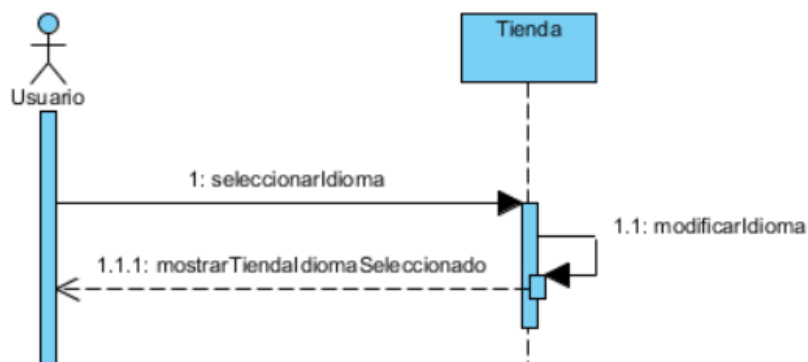 Tienda
Usuario
1: seleccionarIdioma
1.1: modificarIdioma
1.1.1: mostrarTiendaIdiomaSeleccionado